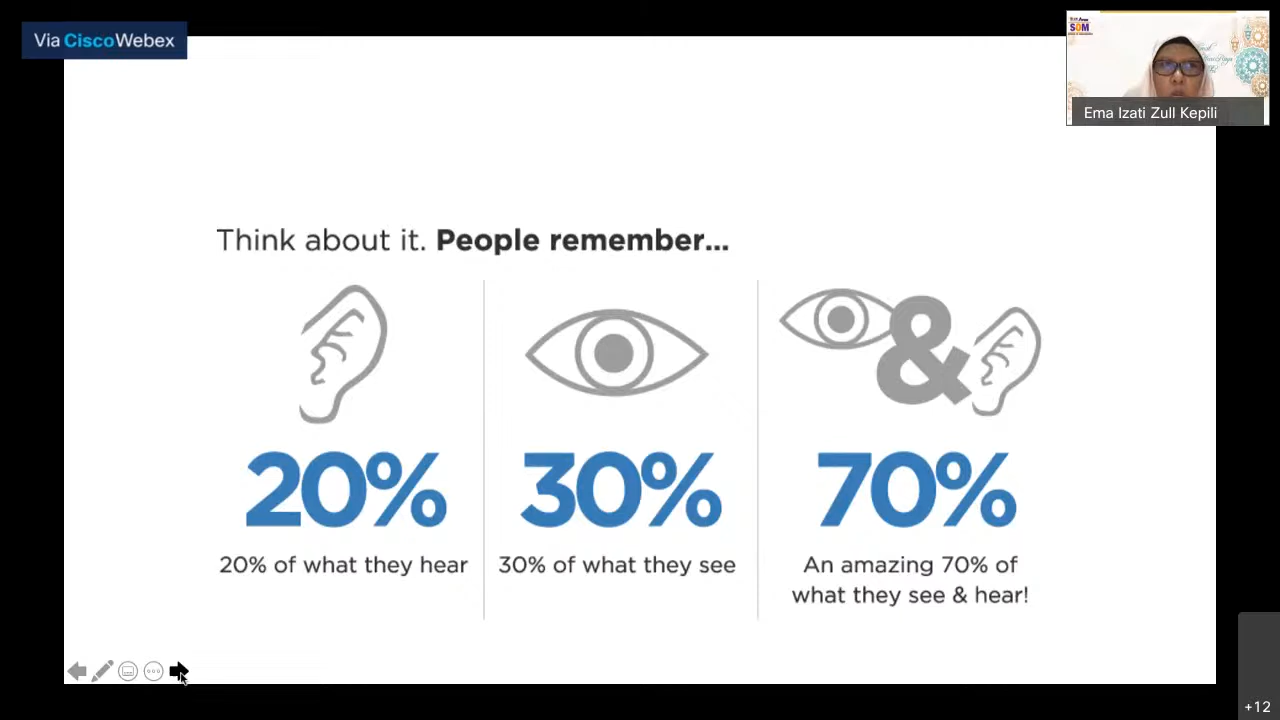 Via CiscoWebex
SOM
Ema Izati Zull Kepili
Think about it. People remember...
&
20%
30%
70%
20% of what they hear
30% of what they see
An amazing 70% of
what they see & hear!
+12